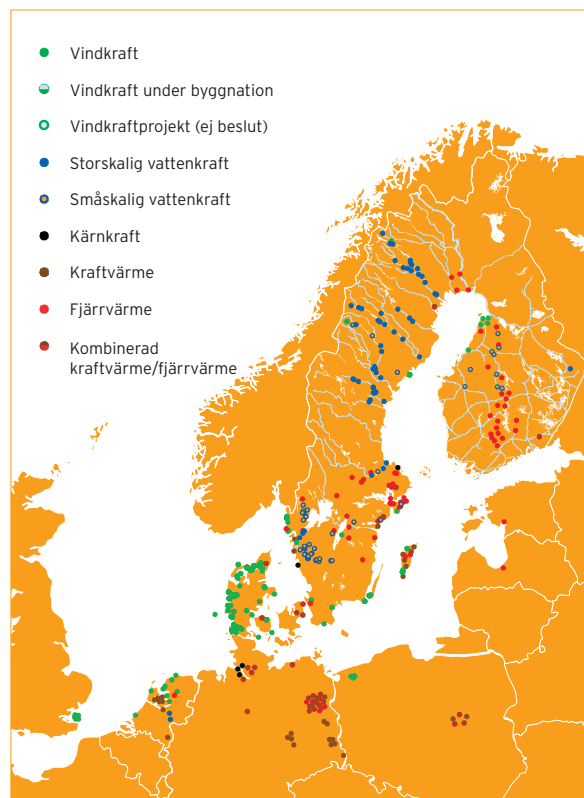 Vindkraft
Vindkraft under byggnation
Vindkraftprojekt (ej beslut)
Storskalig vattenkraft
Småskalig vattenkraft
Kärnkraft
Kraftvärme
Fjärrvärme
Kombinerad
kraftvärme/fjärrvärme